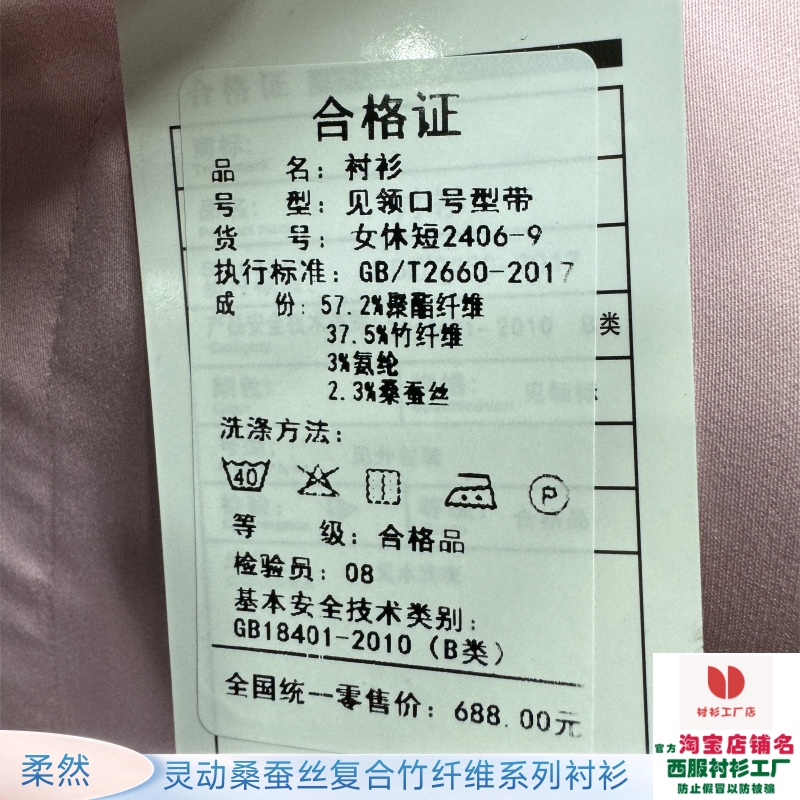 合格证
品 名：衬衫
号 型：见领口号型带
货 号：女休短2406-9
执行标准：GB/T2660-2017
成 份：57.2%聚酯纤维
37.5%竹纤维
3%氨纶
2.3%桑蚕丝
类
洗涤方法：
40
P
等 级：合格品
检验员：08
基本安全技术类别：
GB18401-2010（B类）
全国统一零售价：688.00元
衬衫工厂店
官方淘宝店铺名
西服衬衫工厂
防止假冒以防被骗
柔然
灵动桑蚕丝复合竹纤维系列衬衫